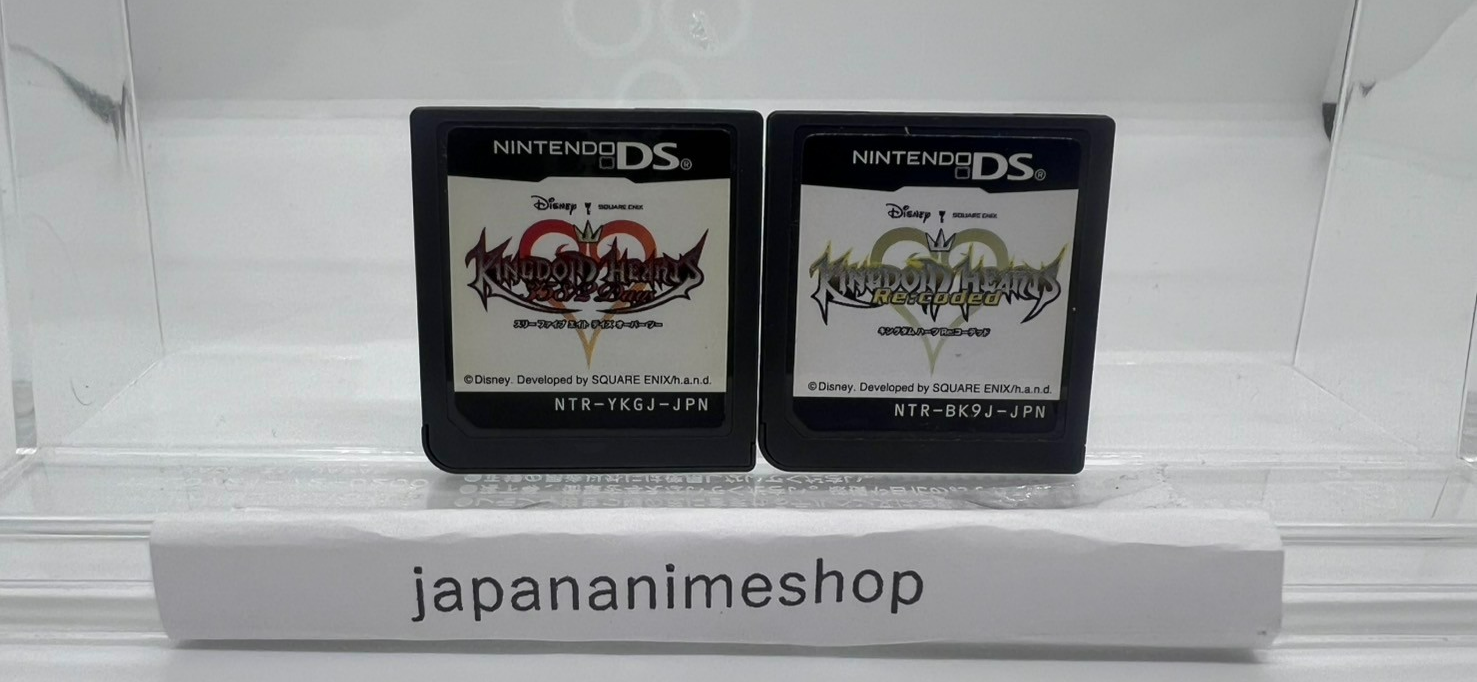 NINTENDO DS®
Disney SQUARE ENIX
KINGDOM HEARTS
358/2 Days
スリーファイブ エイト デイズ オーバー ツー
©Disney. Developed by SQUARE ENIX/h.a.n.d.
NTR-YKGJ-JPN
NINTENDO DS®
Disney SQUARE ENIX
KINGDOM HEARTS
Re:coded
キングダム ハーツ Re:コーデッド
©Disney. Developed by SQUARE ENIX/h.a.n.d.
NTR-BK9J-JPN
japananimeshop